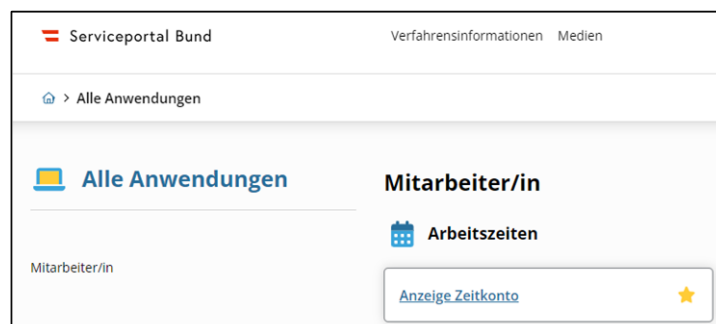 Serviceportal Bund
Verfahrensinformationen Medien
> Alle Anwendungen
Alle Anwendungen
Mitarbeiter/in
Mitarbeiter/in
Arbeitszeiten
Anzeige Zeitkonto